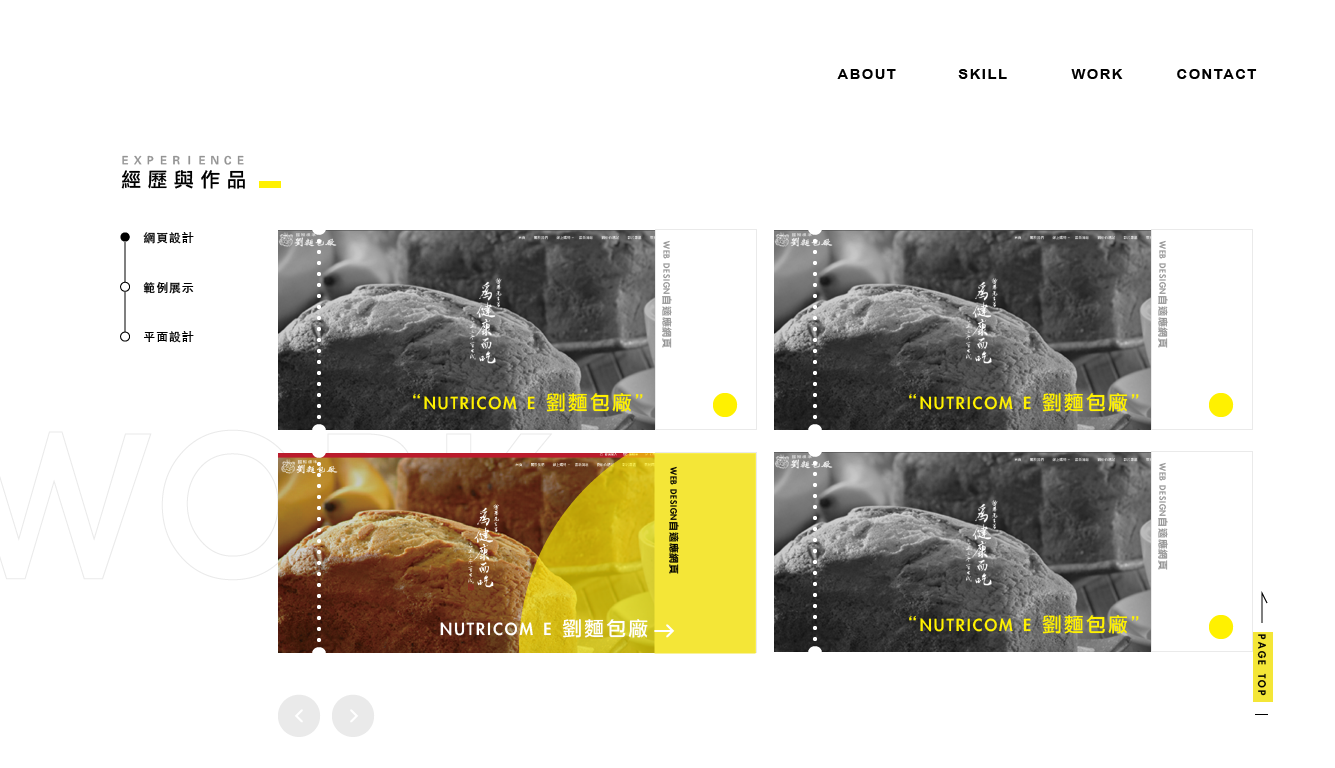 ABOUT SKILL WORK CONTACT
EXPERIENCE
經歷與作品
網頁設計
範例展示
平面設計
WORK
劉麵包廠
為健康而吃
WEB DESIGN自適應網頁
“NUTRICOM E 劉麵包廠”
劉麵包廠
為健康而吃
WEB DESIGN自適應網頁
“NUTRICOM E 劉麵包廠”
劉麵包廠
為健康而吃
WEB DESIGN自適應網頁
NUTRICOM E 劉麵包廠
劉麵包廠
為健康而吃
WEB DESIGN自適應網頁
“NUTRICOM E 劉麵包廠”
PAGE TOP